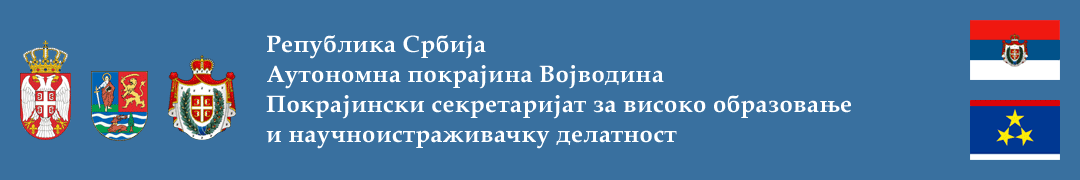 Република Србија
Аутономна покрајина Војводина
Покрајински секретаријат за високо образовање
и научноистраживачку делатност